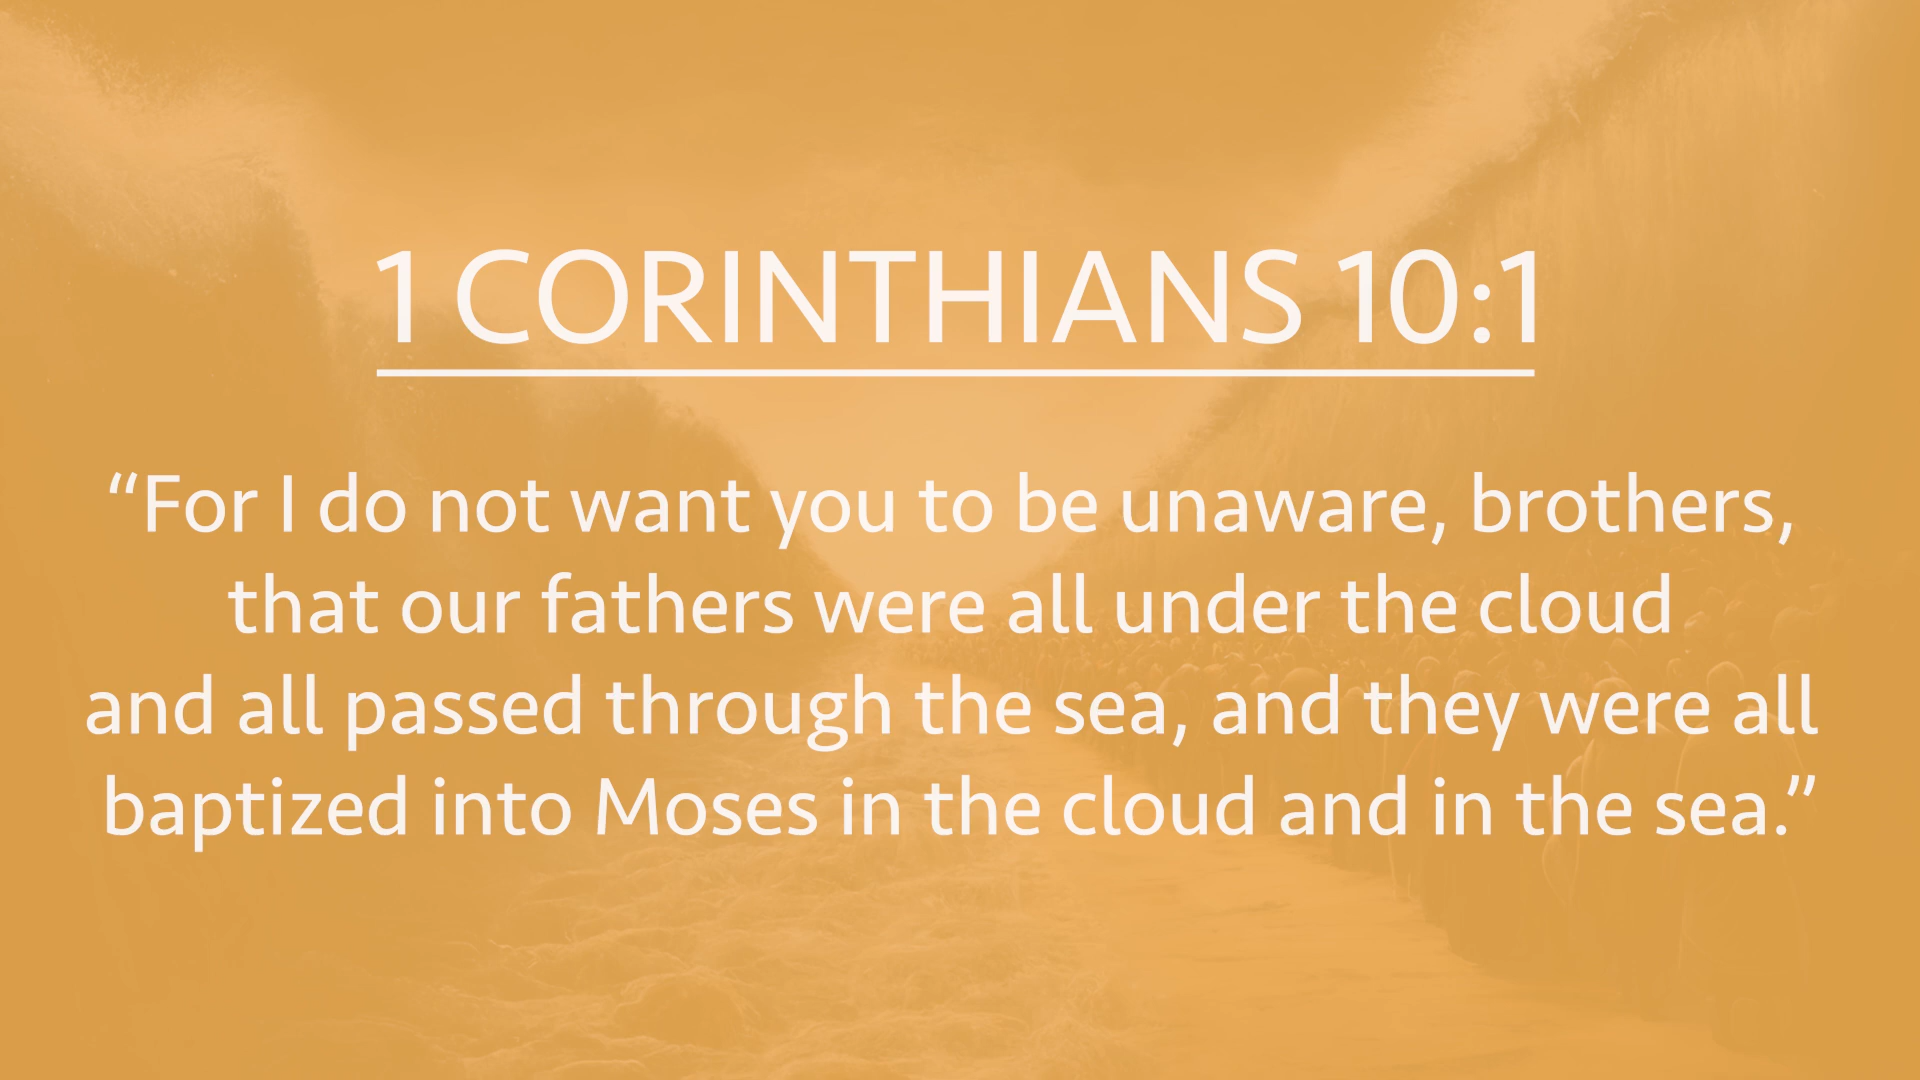 1 CORINTHIANS 10:1
“For I do not want you to be unaware, brothers,
that our fathers were all under the cloud
and all passed through the sea, and they were all
baptized into Moses in the cloud and in the sea.”